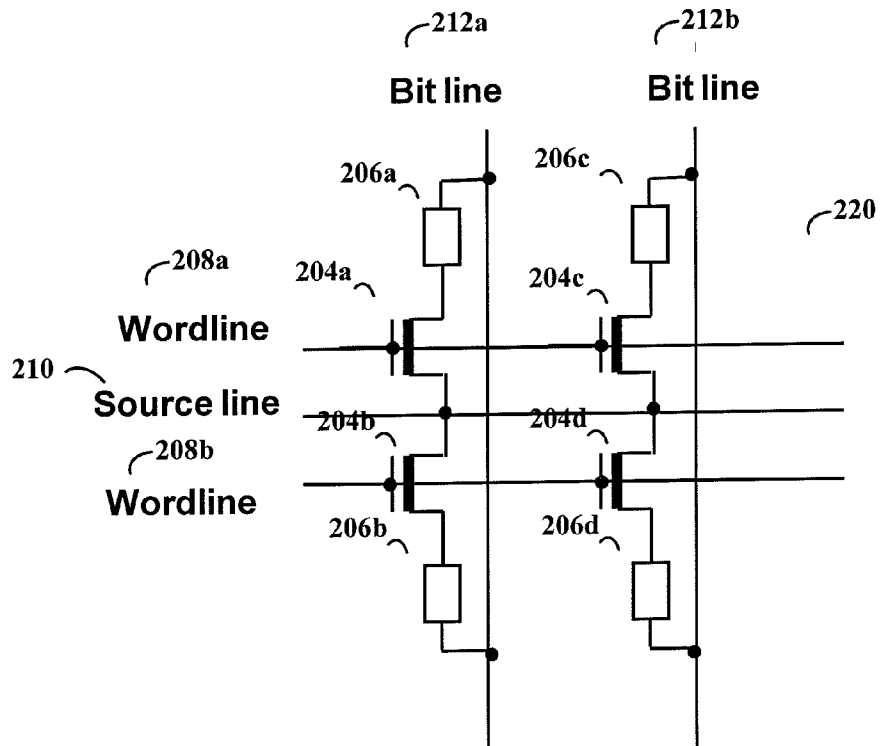 212a
212b
Bit line
Bit line
206a
206c
220
208a
204a
204c
Wordline
210
Source line
204b
204d
208b
Wordline
206b
206d